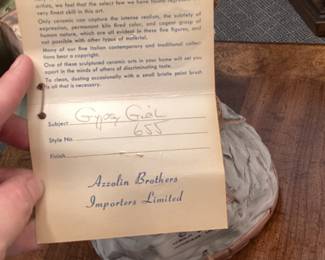 artists, we feel that the select few we have found represent
very finest skill in this art.
Only ceramic can capture the intense realism, the subtlety of
expression, permanent kiln fired color, and casper group of
human nature, which are all evident in these fine figures, and
not possible with other types of material.
Many of our fine Italian contemporary and traditional collec-
tions bear a copyright.
One of these sculptured ceramic arts in your home will set you
apart in the minds of others of discriminating taste.
To clean, dusting occasionally with a small bristle paint brush
is all that is necessary.
Subject Gypsy Girl
Style No. 655
Finish
Azzolin Brothers
Importers Limited